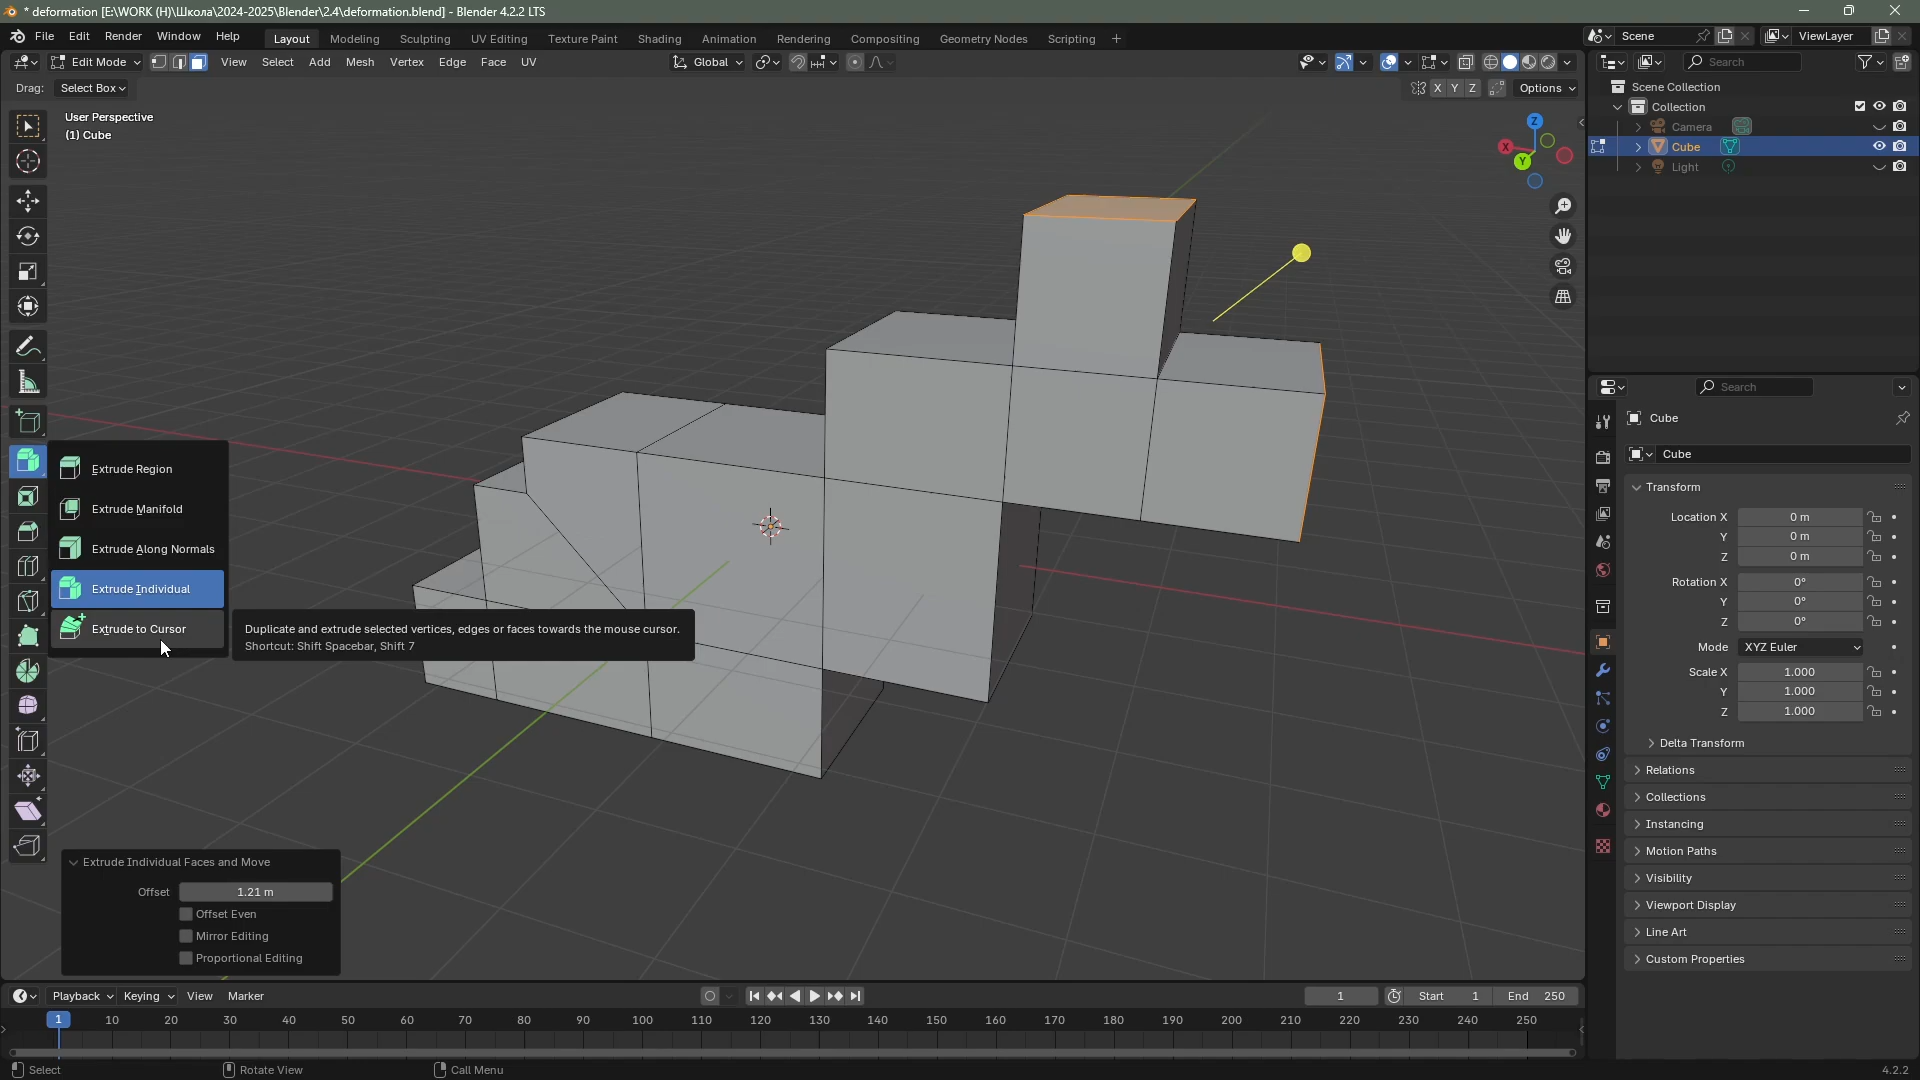 * deformation [E:\WORK (H)\Школа\2024-2025\Blender\2.4\deformation.blend] - Blender 4.2.2 LTS
File Edit Render Window Help Layout Modeling Sculpting UV Editing Texture Paint Shading Animation Rendering Compositing Geometry Nodes Scripting + Scene ViewLayer
Edit Mode View Select Add Mesh Vertex Edge Face UV Global Search
Drag: Select Box X Y Z Options
User Perspective
(1) Cube
Z
X
Y
Scene Collection
Collection
Camera
Cube
Light
Search
Cube
Cube
Transform
Location X 0 m
Y 0 m
Z 0 m
Rotation X 0°
Y 0°
Z 0°
Mode XYZ Euler
Scale X 1.000
Y 1.000
Z 1.000
Delta Transform
Relations
Collections
Instancing
Motion Paths
Visibility
Viewport Display
Line Art
Custom Properties
Extrude Region
Extrude Manifold
Extrude Along Normals
Extrude Individual
Extrude to Cursor
Duplicate and extrude selected vertices, edges or faces towards the mouse cursor.
Shortcut: Shift Spacebar, Shift 7
Extrude Individual Faces and Move
Offset 1.21 m
Offset Even
Mirror Editing
Proportional Editing
Playback Keying View Marker 1 Start 1 End 250
1 10 20 30 40 50 60 70 80 90 100 110 120 130 140 150 160 170 180 190 200 210 220 230 240 250
Select Rotate View Call Menu 4.2.2